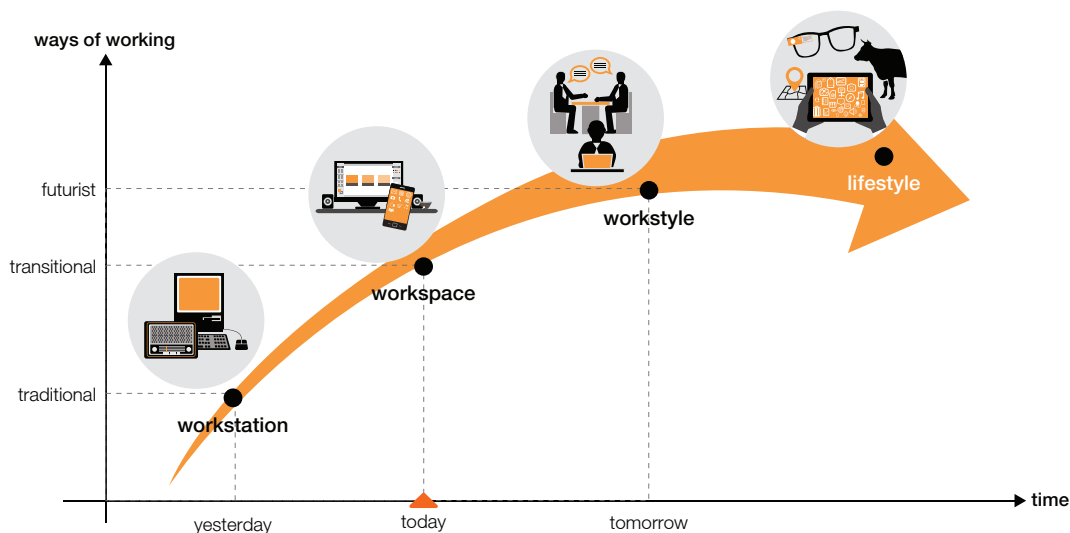 ways of working
futurist
transitional
traditional
workstation
workspace
workstyle
lifestyle
yesterday
today
tomorrow
time